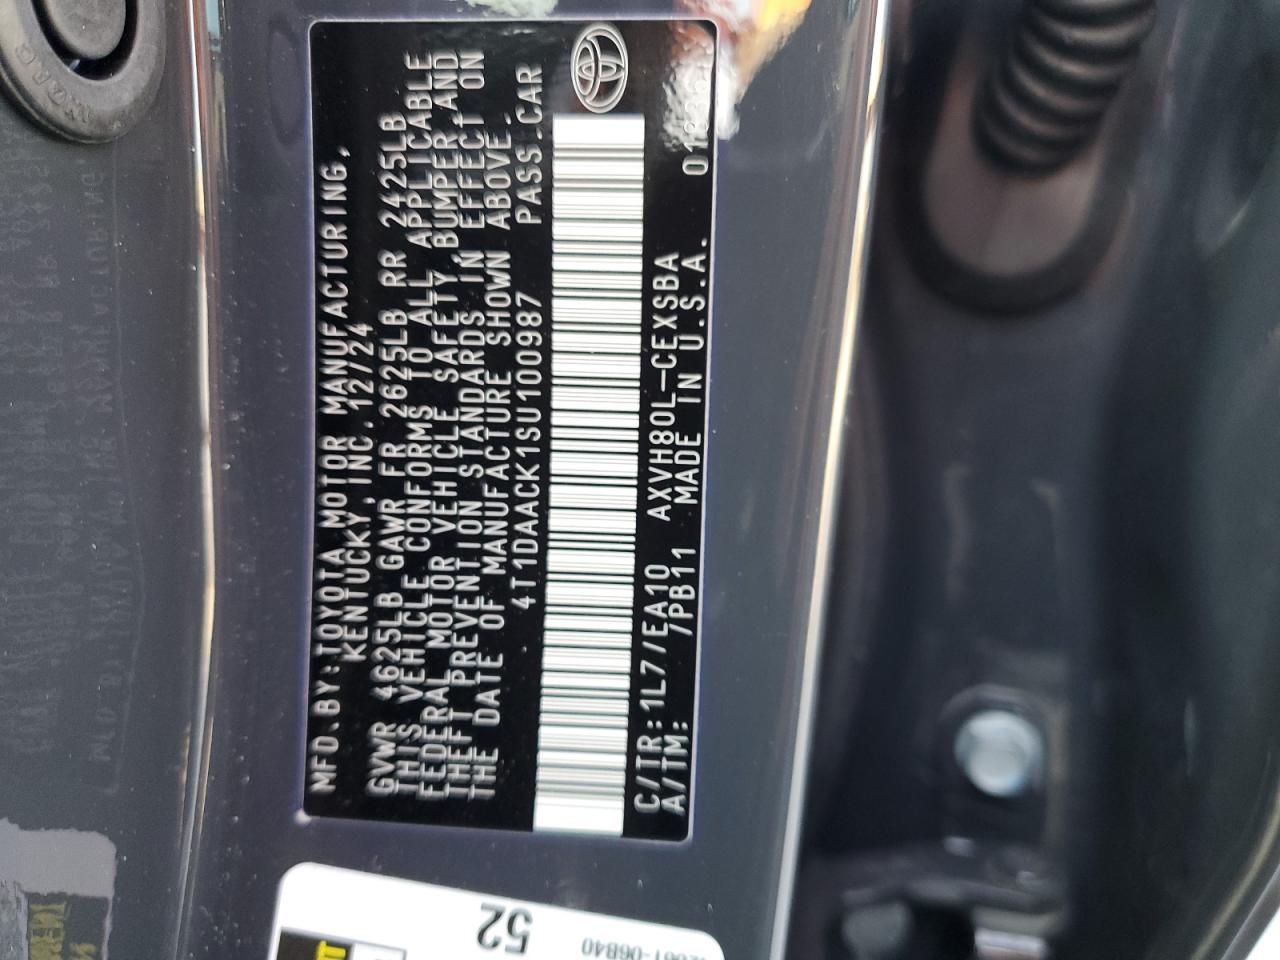 MFD.BY:TOYOTA MOTOR MANUFACTURING,
KENTUCKY,INC.12/24
GVWR 4625LB GAWR FR 2625LB RR 2425LB
THIS VEHICLE CONFORMS TO ALL APPLICABLE
FEDERAL MOTOR VEHICLE SAFETY,BUMPER,AND
THEFT PREVENTION STANDARDS IN EFFECT ON
THE DATE OF MANUFACTURE SHOWN ABOVE.
4T1DAACK1SU100987 PASS.CAR
C/TR:1L7/EA10 AXVH80L-CEXSBA
A/TM: /PB11 MADE IN U.S.A.
52